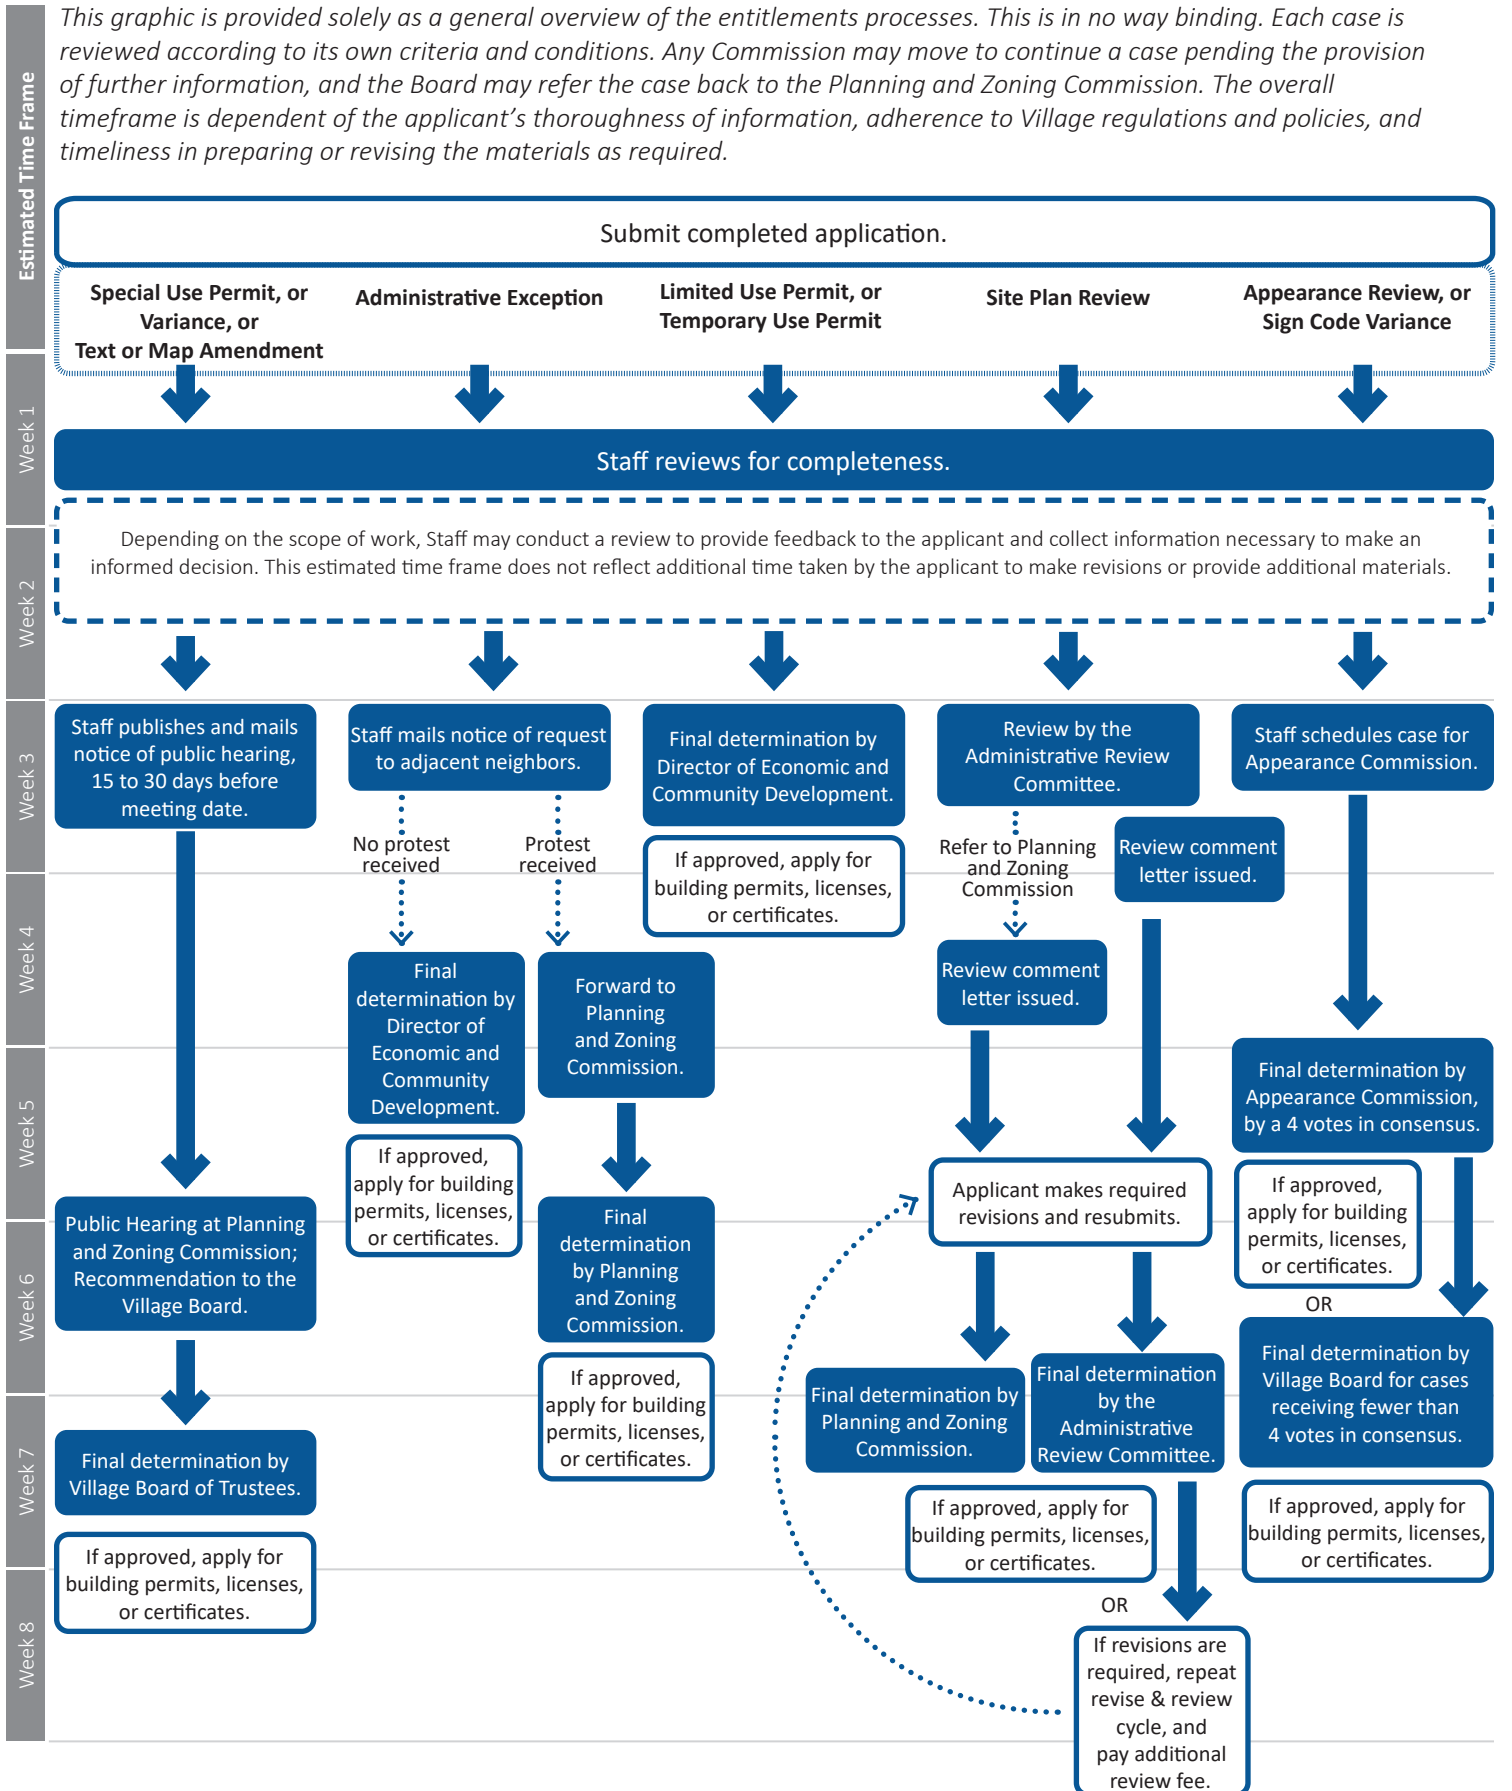 This graphic is provided solely as a general overview of the entitlements processes. This is in no way binding. Each case is
reviewed according to its own criteria and conditions. Any Commission may move to continue a case pending the provision
of further information, and the Board may refer the case back to the Planning and Zoning Commission. The overall
timeframe is dependent of the applicant's thoroughness of information, adherence to Village regulations and policies, and
timeliness in preparing or revising the materials as required.
Estimated Time Frame
Submit completed application.
Special Use Permit, or
Variance, or
Text or Map Amendment
Administrative Exception
Limited Use Permit, or
Temporary Use Permit
Site Plan Review
Appearance Review, or
Sign Code Variance
Week 1
Staff reviews for completeness.
Week 2
Depending on the scope of work, Staff may conduct a review to provide feedback to the applicant and collect information necessary to make an
informed decision. This estimated time frame does not reflect additional time taken by the applicant to make revisions or provide additional materials.
Week 3
Staff publishes and mails
notice of public hearing,
15 to 30 days before
meeting date.
Staff mails notice of request
to adjacent neighbors.
No protest
received
Protest
received
Final determination by
Director of Economic and
Community Development.
If approved, apply for
building permits, licenses,
or certificates.
Review by the
Administrative Review
Committee.
Refer to Planning
and Zoning
Commission
Review comment
letter issued.
Staff schedules case for
Appearance Commission.
Week 4
Final
determination by
Director of
Economic and
Community
Development.
Forward to
Planning
and Zoning
Commission.
Review comment
letter issued.
Week 5
If approved,
apply for building
permits, licenses,
or certificates.
Applicant makes required
revisions and resubmits.
Final determination by
Appearance Commission,
by a 4 votes in consensus.
If approved,
apply for building
permits, licenses,
or certificates.
OR
Week 6
Public Hearing at Planning
and Zoning Commission;
Recommendation to the
Village Board.
Final
determination
by Planning
and Zoning
Commission.
If approved,
apply for building
permits, licenses,
or certificates.
Final determination by
Planning and Zoning
Commission.
Final determination
by the
Administrative
Review Committee.
Final determination by
Village Board for cases
receiving fewer than
4 votes in consensus.
Week 7
Final determination by
Village Board of Trustees.
If approved, apply for
building permits, licenses,
or certificates.
If approved, apply for
building permits, licenses,
or certificates.
If approved, apply for
building permits, licenses,
or certificates.
Week 8
OR
If revisions are
required, repeat
revise & review
cycle, and
pay additional
review fee.